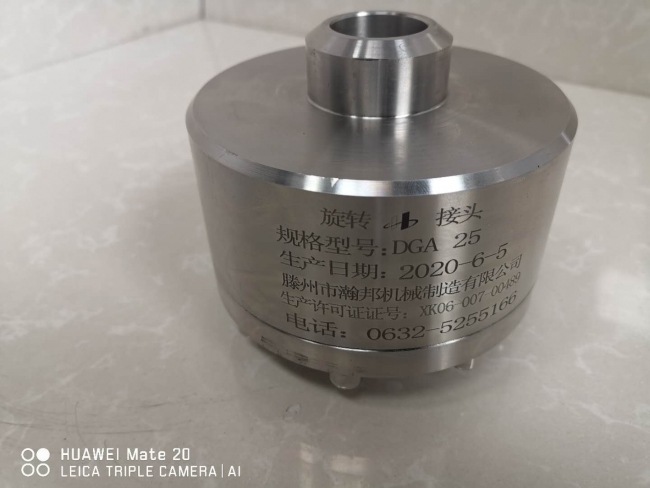 旋转 接头
规格型号:DGA 25
生产日期: 2020-6-5
滕州市瀚邦机械制造有限公司
生产许可证证号: XK06-007-00489
电话: 0632-5255166
HUAWEI Mate 20
LEICA TRIPLE CAMERA | AI